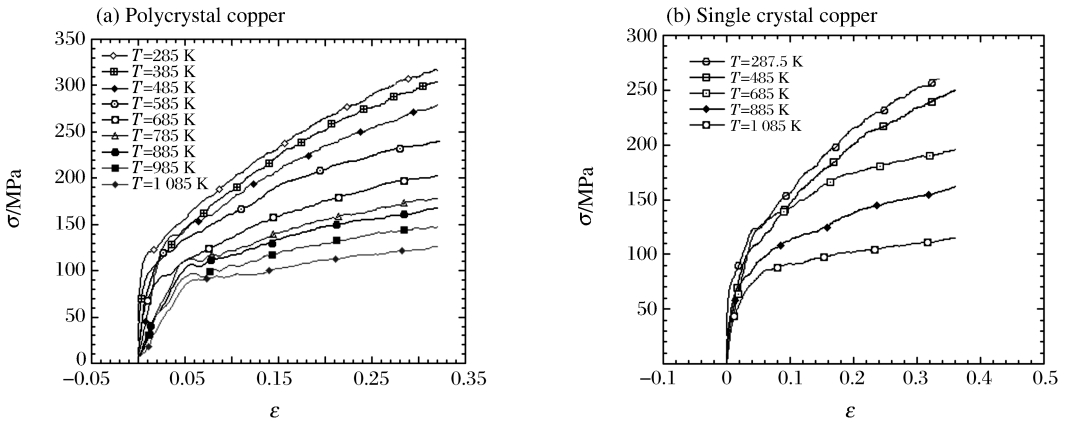 (a) Polycrystal copper
350
300
250
200
150
100
50
0
σ/MPa
T=285 K
T=385 K
T=485 K
T=585 K
T=685 K
T=785 K
T=885 K
T=985 K
T=1 085 K
−0.05 0.05 0.15 0.25 0.35
ε
(b) Single crystal copper
300
250
200
150
100
50
σ/MPa
T=287.5 K
T=485 K
T=685 K
T=885 K
T=1 085 K
−0.1 0 0.1 0.2 0.3 0.4 0.5
ε